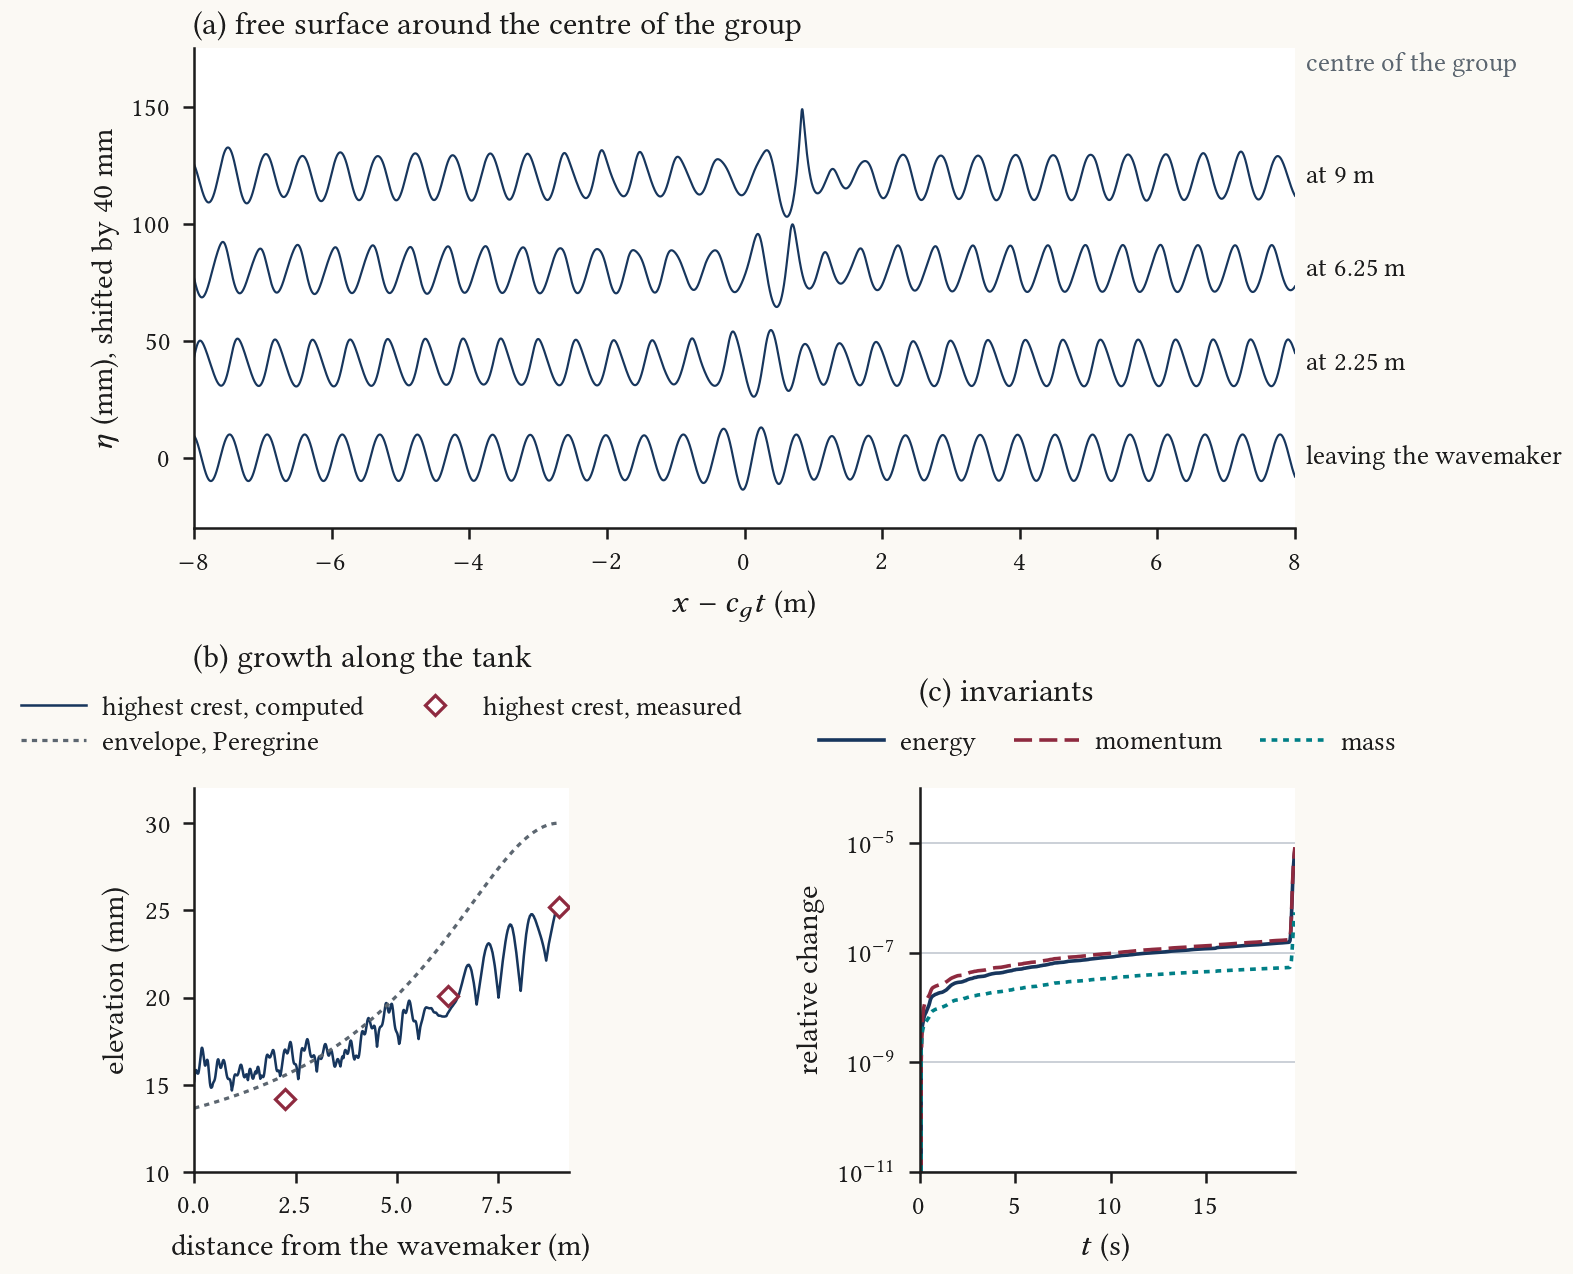 (a) free surface around the centre of the group
centre of the group
150
100
50
0
η (mm), shifted by 40 mm
at 9 m
at 6.25 m
at 2.25 m
leaving the wavemaker
−8 −6 −4 −2 0 2 4 6 8
x − c_g t (m)
(b) growth along the tank
highest crest, computed
highest crest, measured
envelope, Peregrine
30
25
20
15
10
elevation (mm)
0.0 2.5 5.0 7.5
distance from the wavemaker (m)
(c) invariants
energy
momentum
mass
10⁻⁵
10⁻⁷
10⁻⁹
10⁻¹¹
relative change
0 5 10 15
t (s)